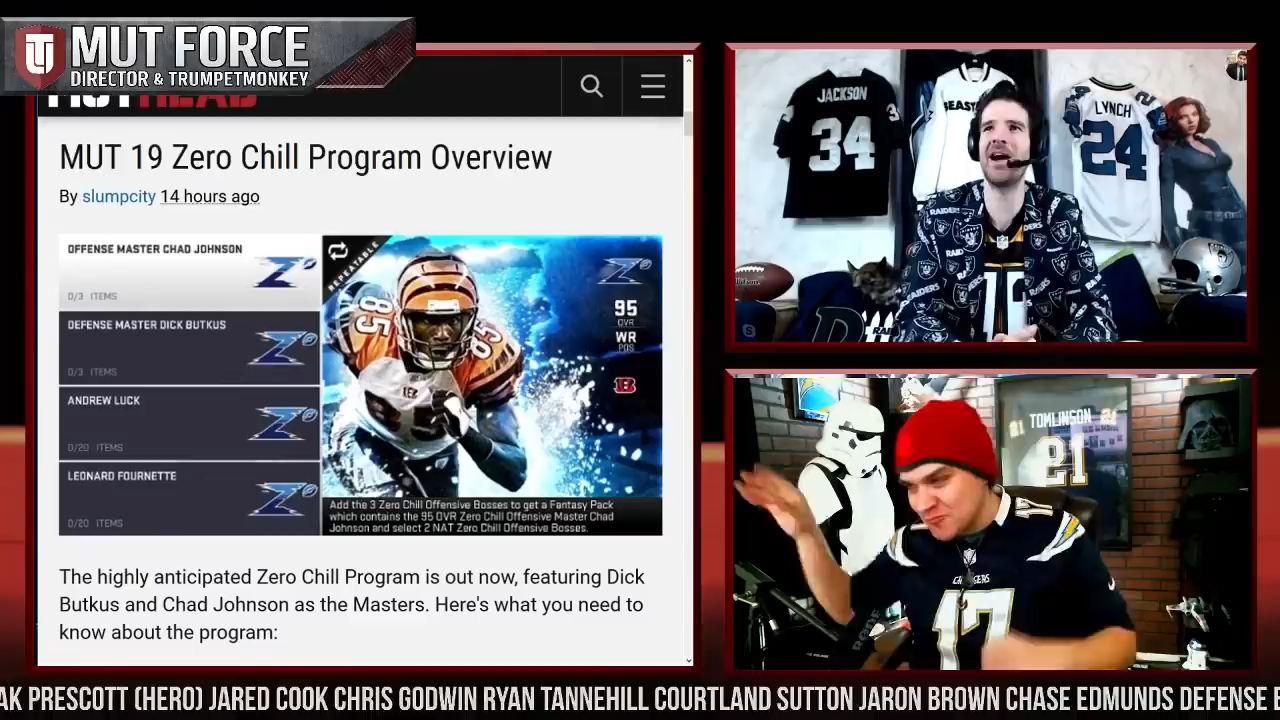 MUT FORCE
DIRECTOR & TRUMPETMONKEY
MUT 19 Zero Chill Program Overview
By slumpcity 14 hours ago
OFFENSE MASTER CHAD JOHNSON
0/3 ITEMS
DEFENSE MASTER DICK BUTKUS
0/3 ITEMS
ANDREW LUCK
0/20 ITEMS
LEONARD FOURNETTE
0/20 ITEMS
REPEATABLE
95
OVR
WR
POS
85
85
Add the 3 Zero Chill Offensive Bosses to get a Fantasy Pack
which contains the 95 OVR Zero Chill Offensive Master Chad
Johnson and select 2 NAT Zero Chill Offensive Bosses.
The highly anticipated Zero Chill Program is out now, featuring Dick
Butkus and Chad Johnson as the Masters. Here's what you need to
know about the program:
JACKSON
34
LYNCH
24
RAIDERS
TOMLINSON
21
CHARGERS
17
AK PRESCOTT (HERO) JARED COOK CHRIS GODWIN RYAN TANNEHILL COURTLAND SUTTON JARON BROWN CHASE EDMUNDS DEFENSE